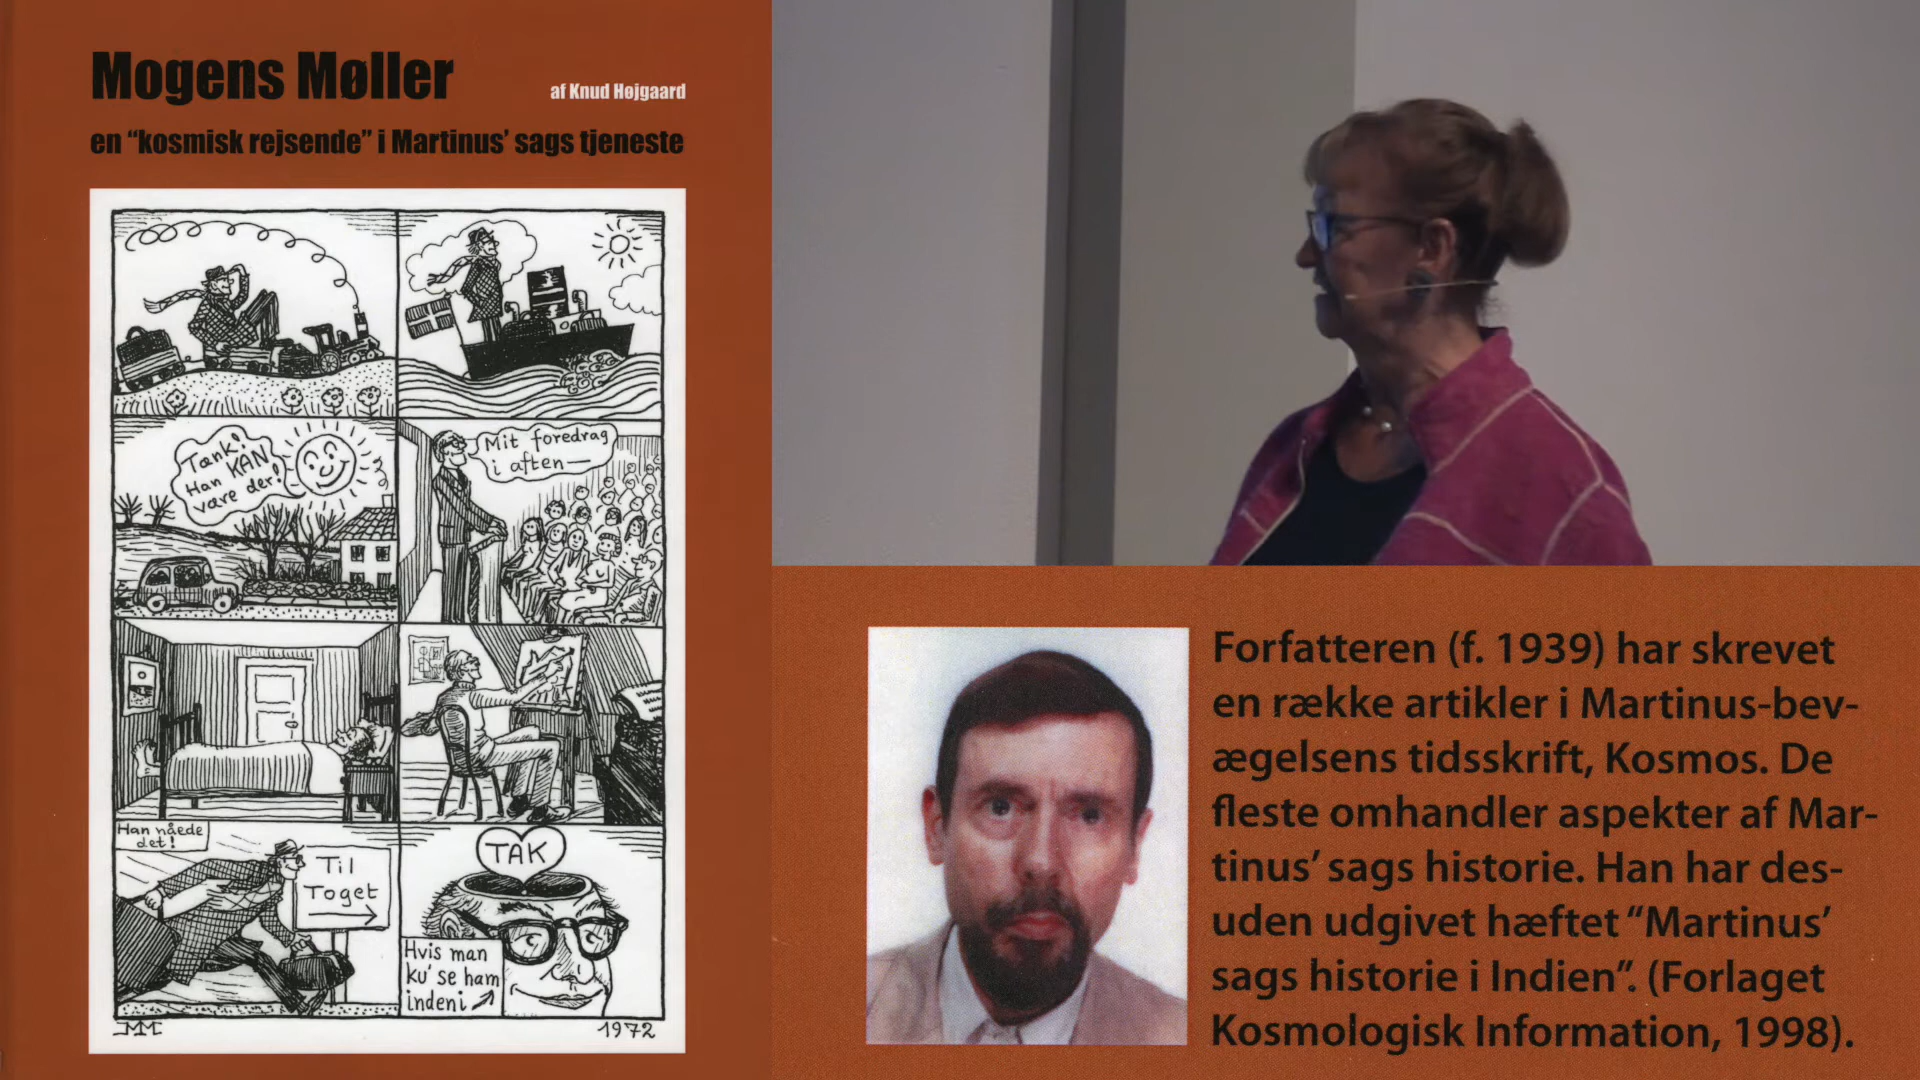 Mogens Møller
af Knud Højgaard
en “kosmisk rejsende” i Martinus’ sags tjeneste
Tænk!
Han KAN
være der!
Mit foredrag
i aften—
Han nåede
det!
Til
Toget
TAK
Hvis man
ku' se ham
indeni
MM
1972
Forfatteren (f. 1939) har skrevet
en række artikler i Martinus-bev-
ægelsens tidsskrift, Kosmos. De
fleste omhandler aspekter af Mar-
tinus’ sags historie. Han har des-
uden udgivet hæftet “Martinus’
sags historie i Indien”. (Forlaget
Kosmologisk Information, 1998).